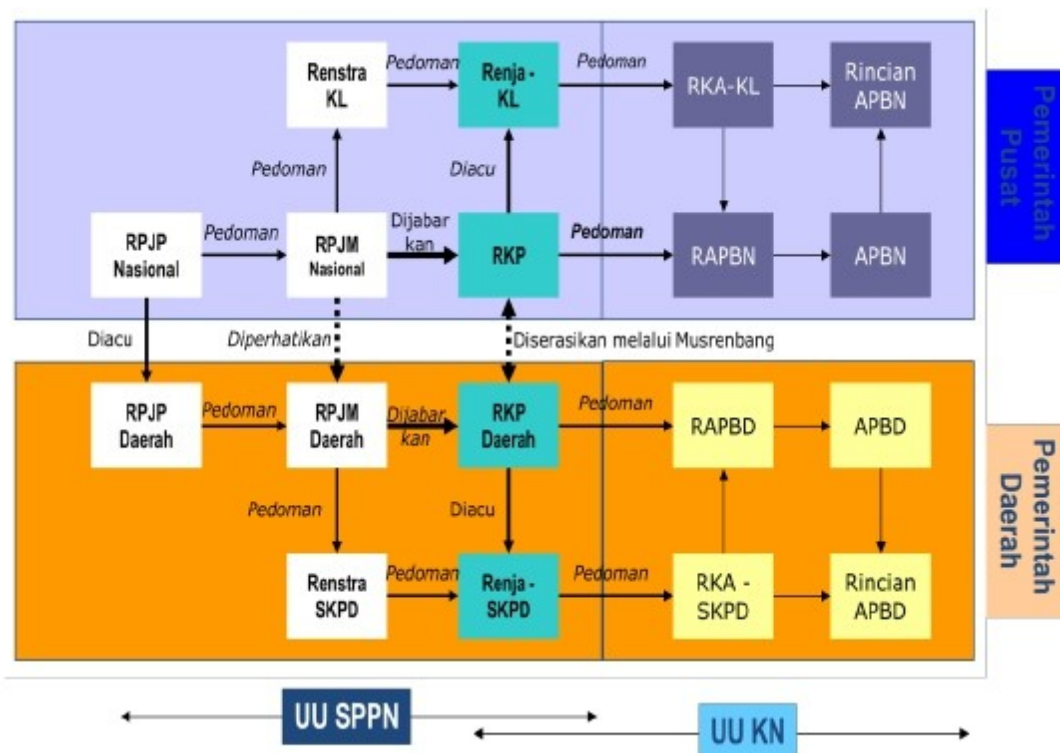 Renstra
KL
Pedoman
Renja -
KL
Pedoman
RKA-KL
Rincian
APBN
Pemerintah
Pusat
Pedoman
Diacu
RPJP
Nasional
Pedoman
RPJM
Nasional
Dijabar
kan
RKP
Pedoman
RAPBN
APBN
Diacu
Diperhatikan
Diserasikan melalui Musrenbang
RPJP
Daerah
Pedoman
RPJM
Daerah
Dijabar
kan
RKP
Daerah
Pedoman
RAPBD
APBD
Pemerintah
Daerah
Pedoman
Diacu
Renstra
SKPD
Pedoman
Renja -
SKPD
Pedoman
RKA -
SKPD
Rincian
APBD
UU SPPN
UU KN